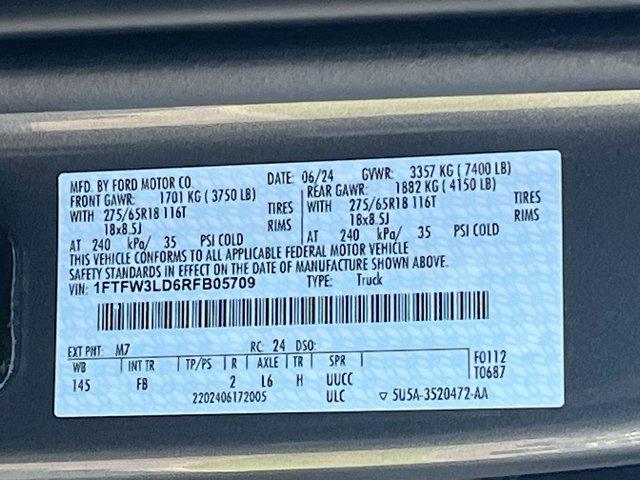 MFD. BY FORD MOTOR CO. DATE: 06/24 GVWR: 3357 KG ( 7400 LB)
FRONT GAWR: 1701 KG ( 3750 LB) REAR GAWR: 1882 KG ( 4150 LB)
WITH 275/65R18 116T TIRES WITH 275/65R18 116T TIRES
18x8.5J RIMS 18x8.5J RIMS
AT 240 kPa/ 35 PSI COLD AT 240 kPa/ 35 PSI COLD
THIS VEHICLE CONFORMS TO ALL APPLICABLE FEDERAL MOTOR VEHICLE
SAFETY STANDARDS IN EFFECT ON THE DATE OF MANUFACTURE SHOWN ABOVE.
VIN: 1FTFW3LD6RFB05709 TYPE: Truck
EXT PNT: M7 RC: 24 DSO:
WB INT TR TP/PS R AXLE TR SPR F0112
145 FB 2 L6 H UUCC T0687
2202406172005 ULC ▽ 5U5A-3520472-AA